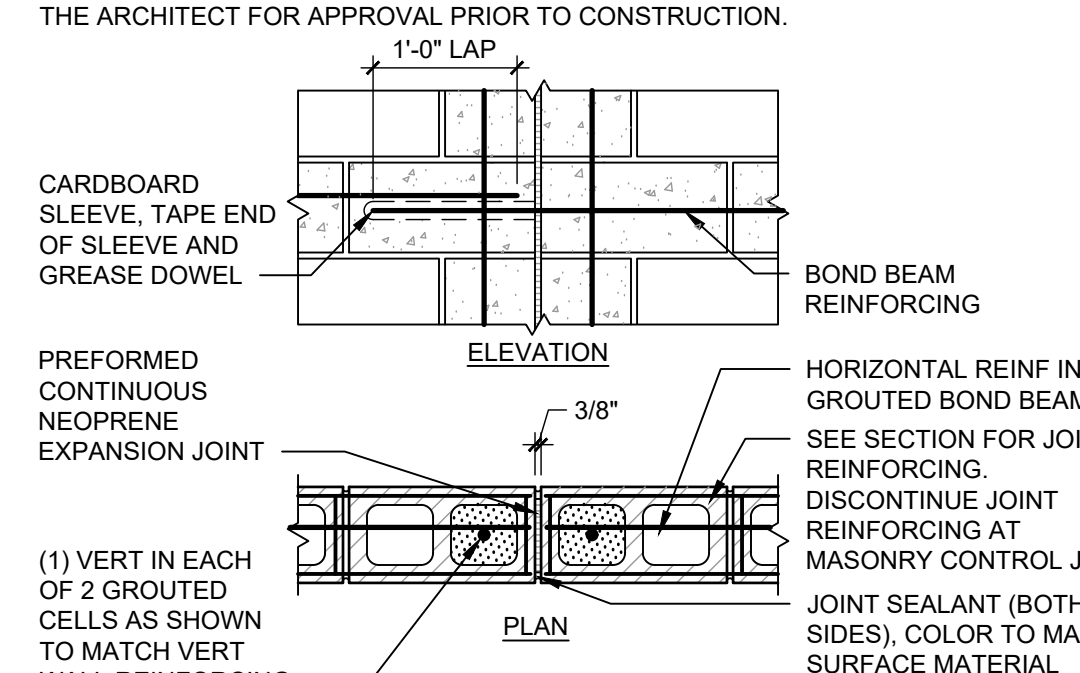 THE ARCHITECT FOR APPROVAL PRIOR TO CONSTRUCTION.
1'-0" LAP
CARDBOARD
SLEEVE, TAPE END
OF SLEEVE AND
GREASE DOWEL
BOND BEAM
REINFORCING
ELEVATION
PREFORMED
CONTINUOUS
NEOPRENE
EXPANSION JOINT
3/8"
HORIZONTAL REINF IN
GROUTED BOND BEAM
SEE SECTION FOR
REINFORCING.
DISCONTINUE JOINT
REINFORCING AT
MASONRY CONTROL
(1) VERT IN EACH
OF 2 GROUTED
CELLS AS SHOWN
TO MATCH VERT
WALL REINFORCING
JOINT SEALANT (BOTH
SIDES), COLOR TO
SURFACE MATERIAL
PLAN